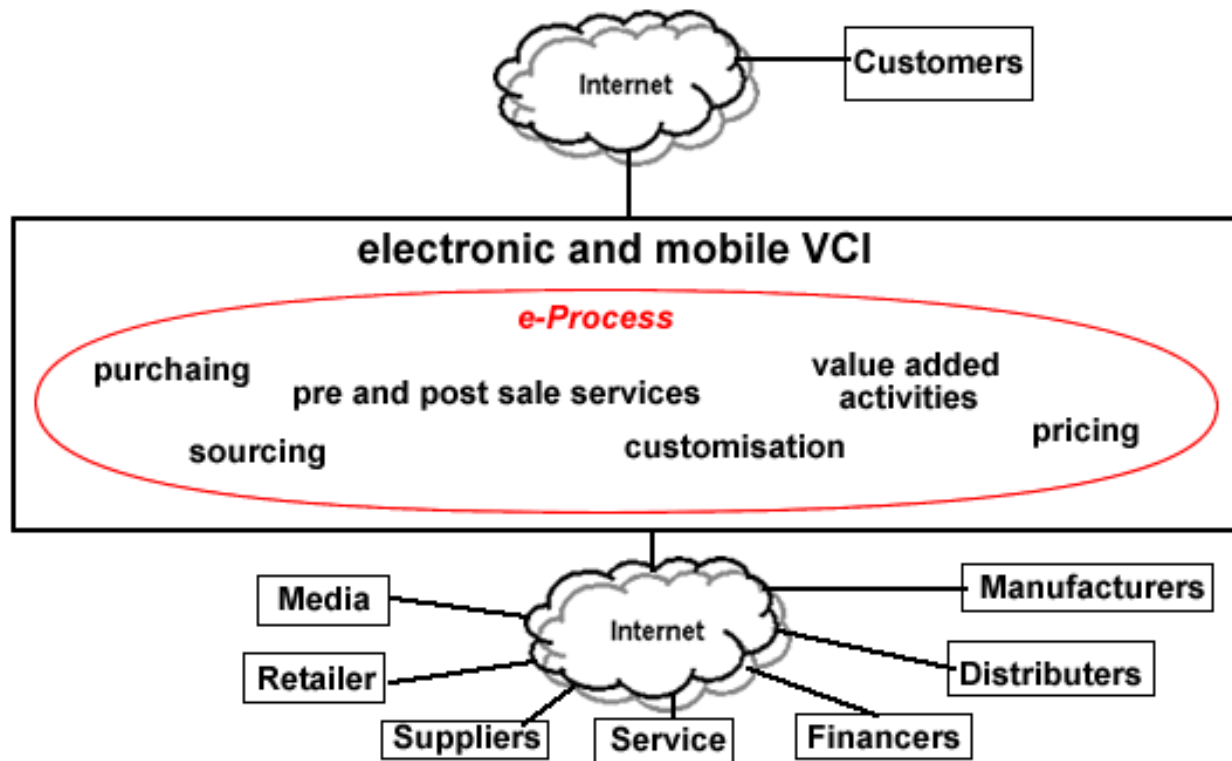 Internet
Customers
electronic and mobile VCI
e-Process
purchaing
pre and post sale services
value added
activities
sourcing
customisation
pricing
Media
Internet
Manufacturers
Retailer
Distributers
Suppliers
Service
Financers